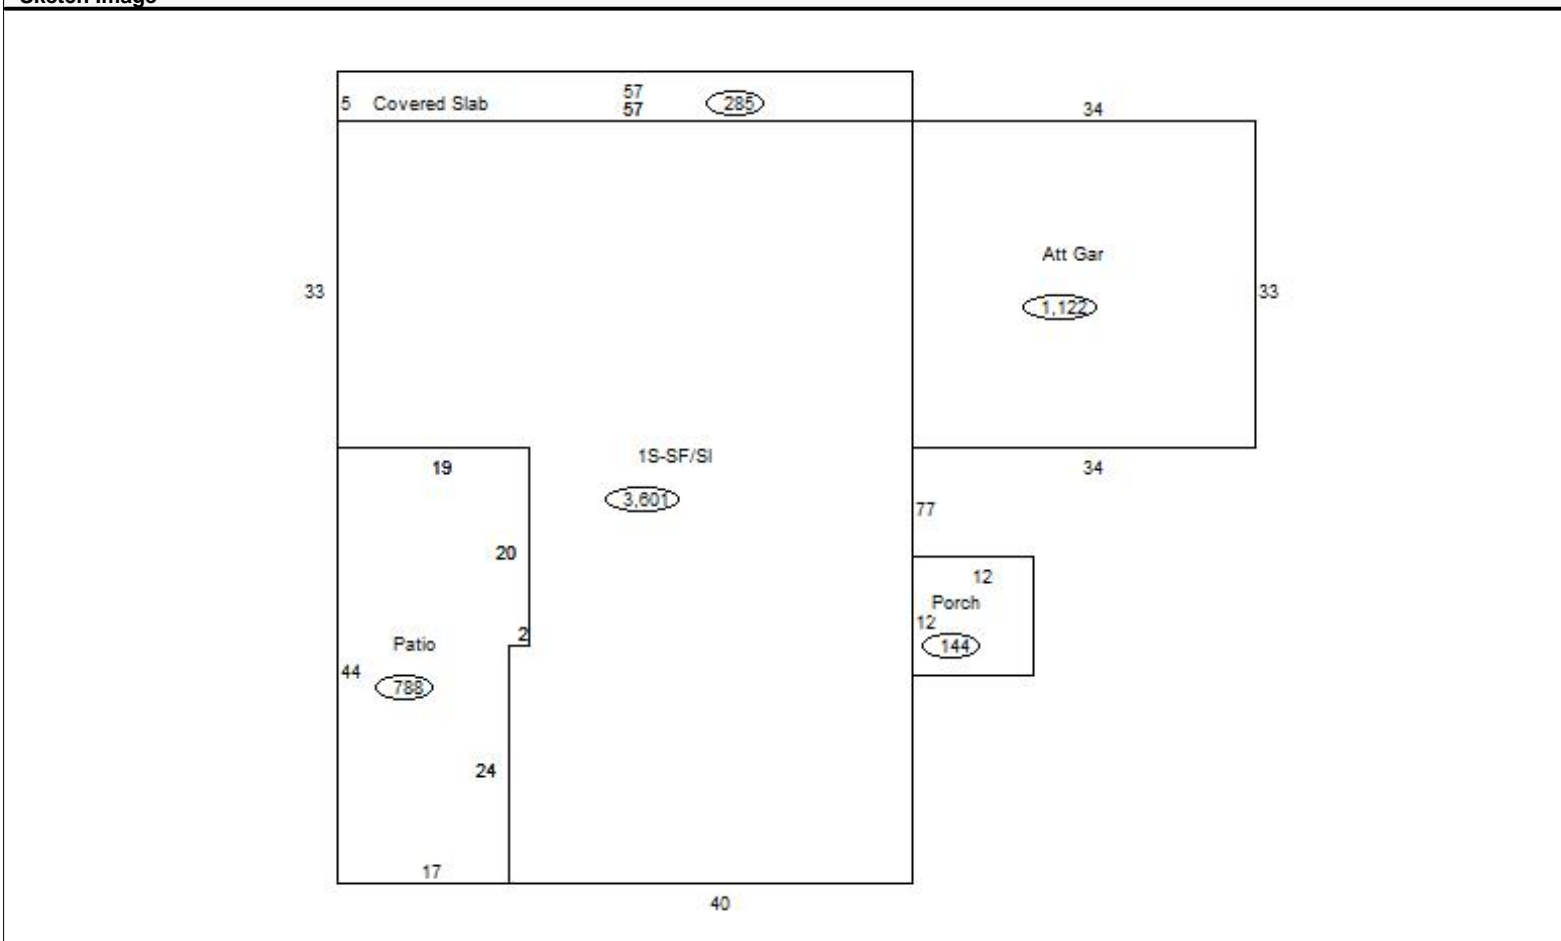 Sketch Image
57
5 Covered Slab 57 285
34
Att Gar
33 33
1,122
1S-SF/SI
19 34
3,601
77
20
12
Porch
12
2
Patio 144
44
788
24
17
40